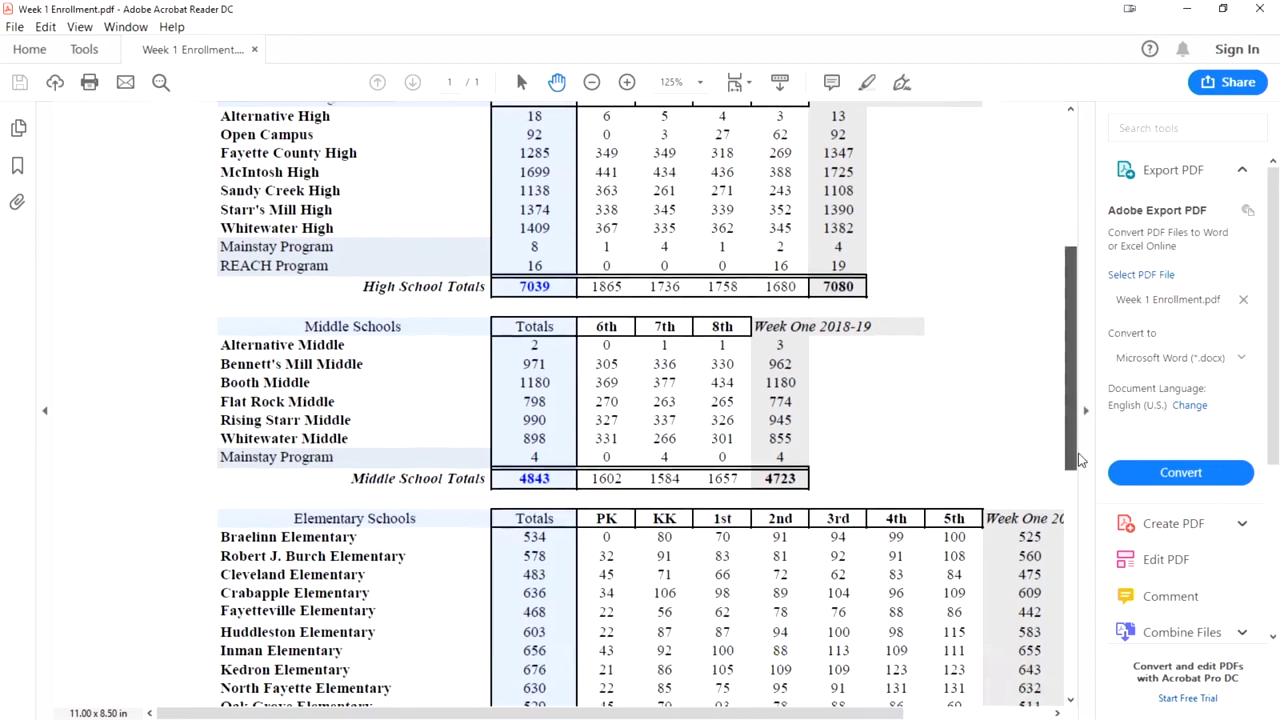 Week 1 Enrollment.pdf - Adobe Acrobat Reader DC
File Edit View Window Help
Home Tools Week 1 Enrollment.... × Sign In
1 / 1 125% Share
Alternative High 18 6 5 4 3 13
Open Campus 92 0 3 27 62 92
Fayette County High 1285 349 349 318 269 1347
McIntosh High 1699 441 434 436 388 1725
Sandy Creek High 1138 363 261 271 243 1108
Starr's Mill High 1374 338 345 339 352 1390
Whitewater High 1409 367 335 362 345 1382
Mainstay Program 8 1 4 1 2 4
REACH Program 16 0 0 0 16 19
High School Totals 7039 1865 1736 1758 1680 7080
Middle Schools Totals 6th 7th 8th Week One 2018-19
Alternative Middle 2 0 1 1 3
Bennett's Mill Middle 971 305 336 330 962
Booth Middle 1180 369 377 434 1180
Flat Rock Middle 798 270 263 265 774
Rising Starr Middle 990 327 337 326 945
Whitewater Middle 898 331 266 301 855
Mainstay Program 4 0 4 0 4
Middle School Totals 4843 1602 1584 1657 4723
Elementary Schools Totals PK KK 1st 2nd 3rd 4th 5th Week One 20
Braelinn Elementary 534 0 80 70 91 94 99 100 525
Robert J. Burch Elementary 578 32 91 83 81 92 91 108 560
Cleveland Elementary 483 45 71 66 72 62 83 84 475
Crabapple Elementary 636 34 106 98 89 104 96 109 609
Fayetteville Elementary 468 22 56 62 78 76 88 86 442
Huddleston Elementary 603 22 87 87 94 100 98 115 583
Inman Elementary 656 43 92 100 88 113 109 111 655
Kedron Elementary 676 21 86 105 109 109 123 123 643
North Fayette Elementary 630 22 85 75 95 91 131 131 632
11.00 x 8.50 in
Search tools
Export PDF
Adobe Export PDF
Convert PDF Files to Word
or Excel Online
Select PDF File
Week 1 Enrollment.pdf
Convert to
Microsoft Word (*.docx)
Document Language:
English (U.S.) Change
Convert
Create PDF
Edit PDF
Comment
Combine Files
Convert and edit PDFs
with Acrobat Pro DC
Start Free Trial